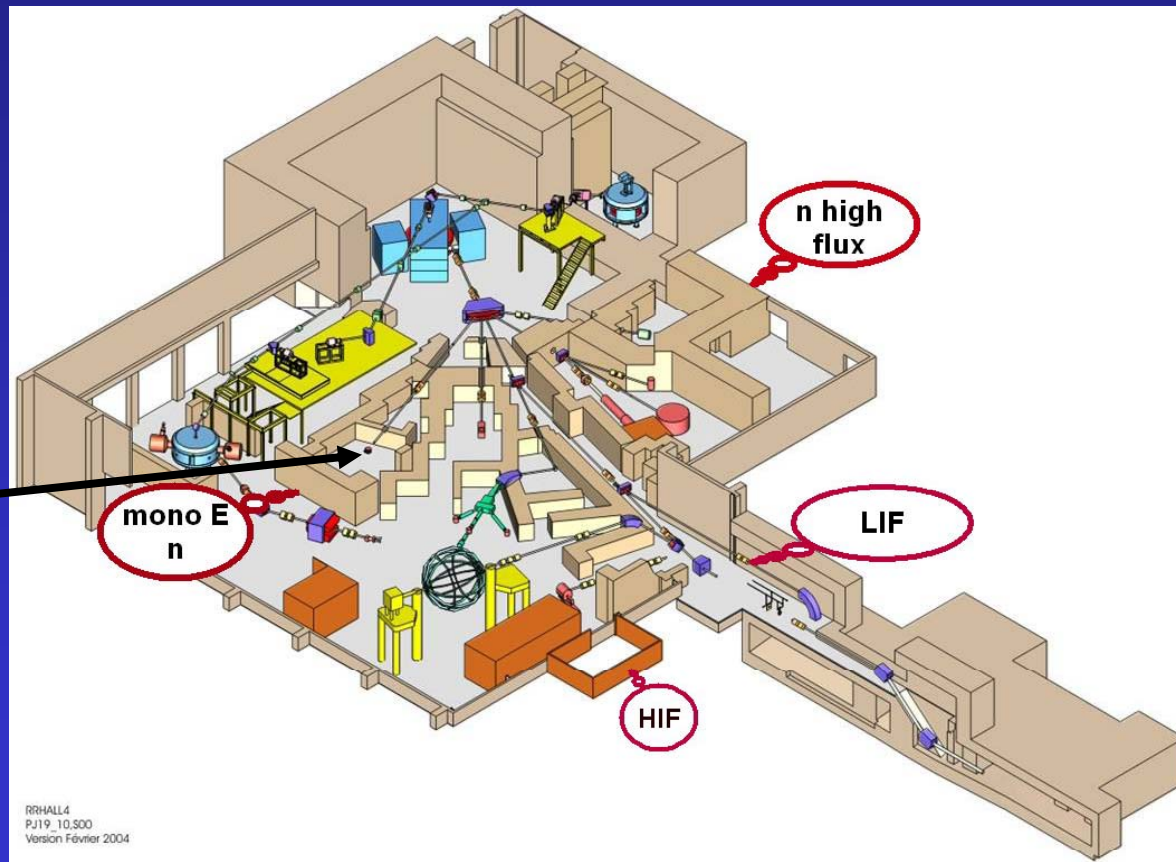 n high
flux
mono E
n
LIF
HIF
RRHALL4
PJ19_10,S00
Version Février 2004